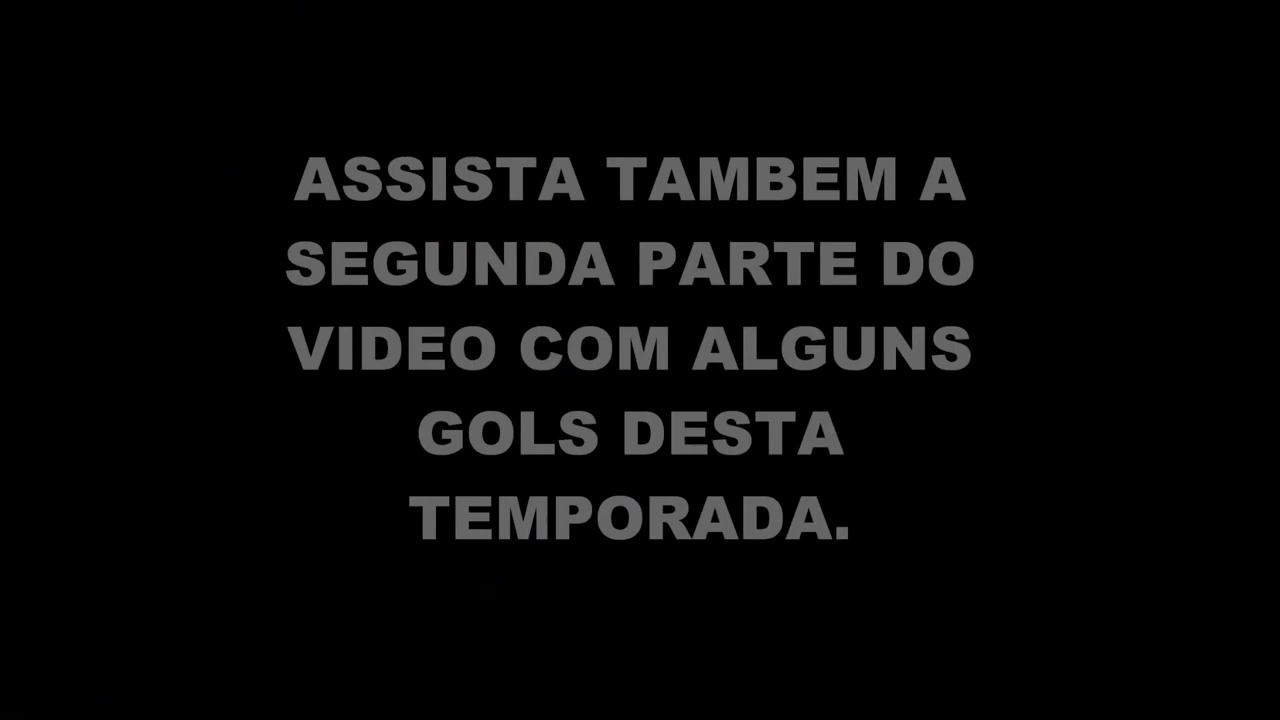 ASSISTA TAMBEM A
SEGUNDA PARTE DO
VIDEO COM ALGUNS
GOLS DESTA
TEMPORADA.